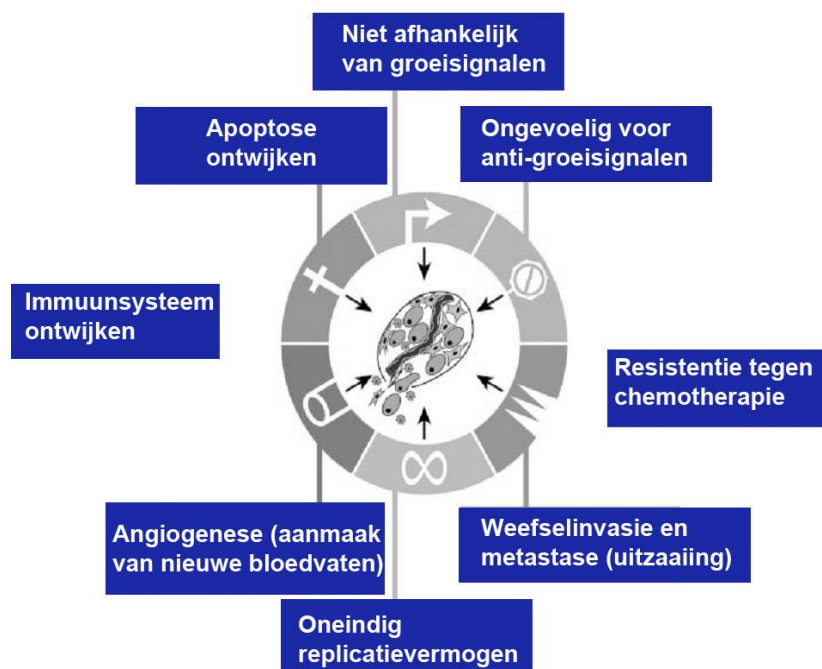 Niet afhankelijk
van groeisignalen
Apoptose
ontwijken
Ongevoelig voor
anti-groeisignalen
Immuunsysteem
ontwijken
Resistentie tegen
chemotherapie
Angiogenese (aanmaak
van nieuwe bloedvaten)
Weefselinvasie en
metastase (uitzaaiing)
Oneindig
replicatievermogen